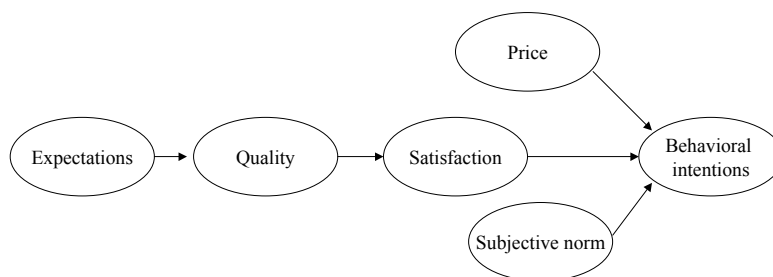 Price
Expectations
Quality
Satisfaction
Behavioral
intentions
Subjective norm